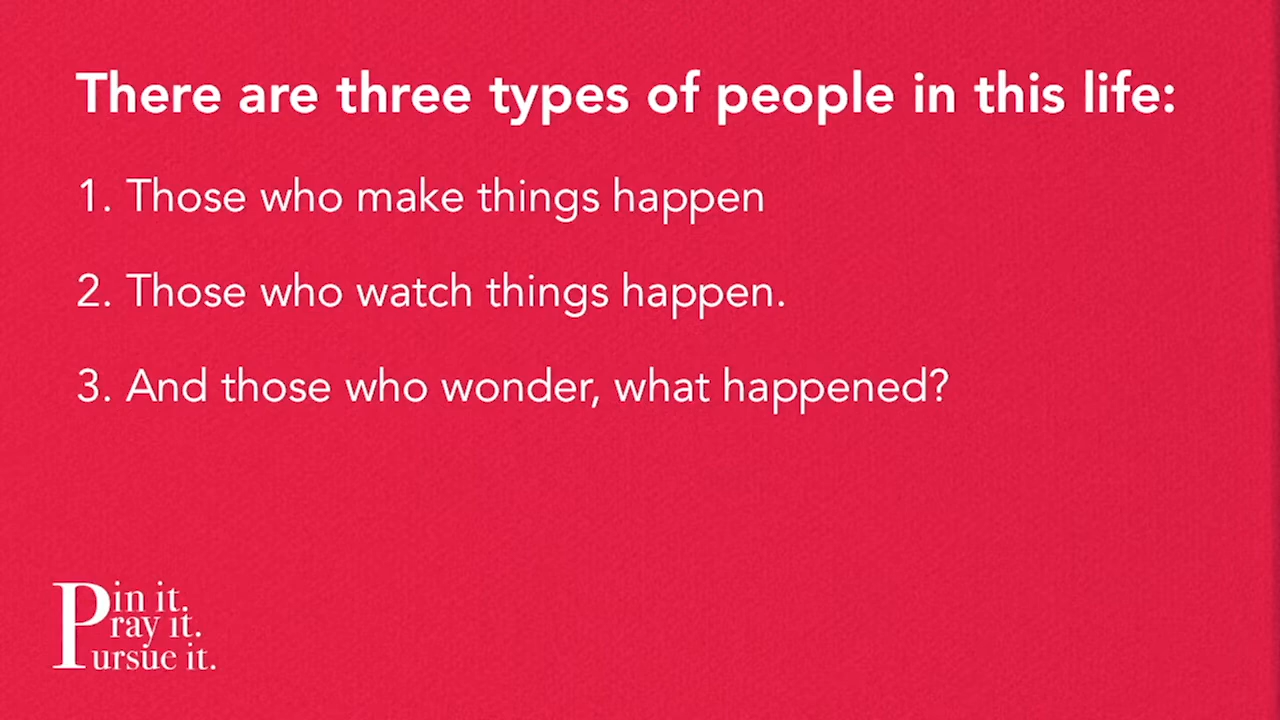 There are three types of people in this life:
1. Those who make things happen
2. Those who watch things happen.
3. And those who wonder, what happened?
Pin it.
Pray it.
Pursue it.